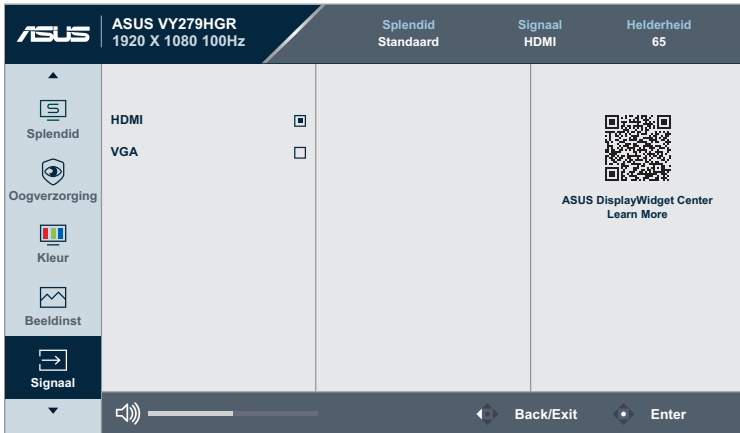 ASUS
ASUS VY279HGR
1920 X 1080 100Hz
Splendid
Standaard
Signaal
HDMI
Helderheid
65
Splendid
Oogverzorging
Kleur
Beeldinst
Signaal
HDMI
VGA
ASUS DisplayWidget Center
Learn More
Back/Exit
Enter